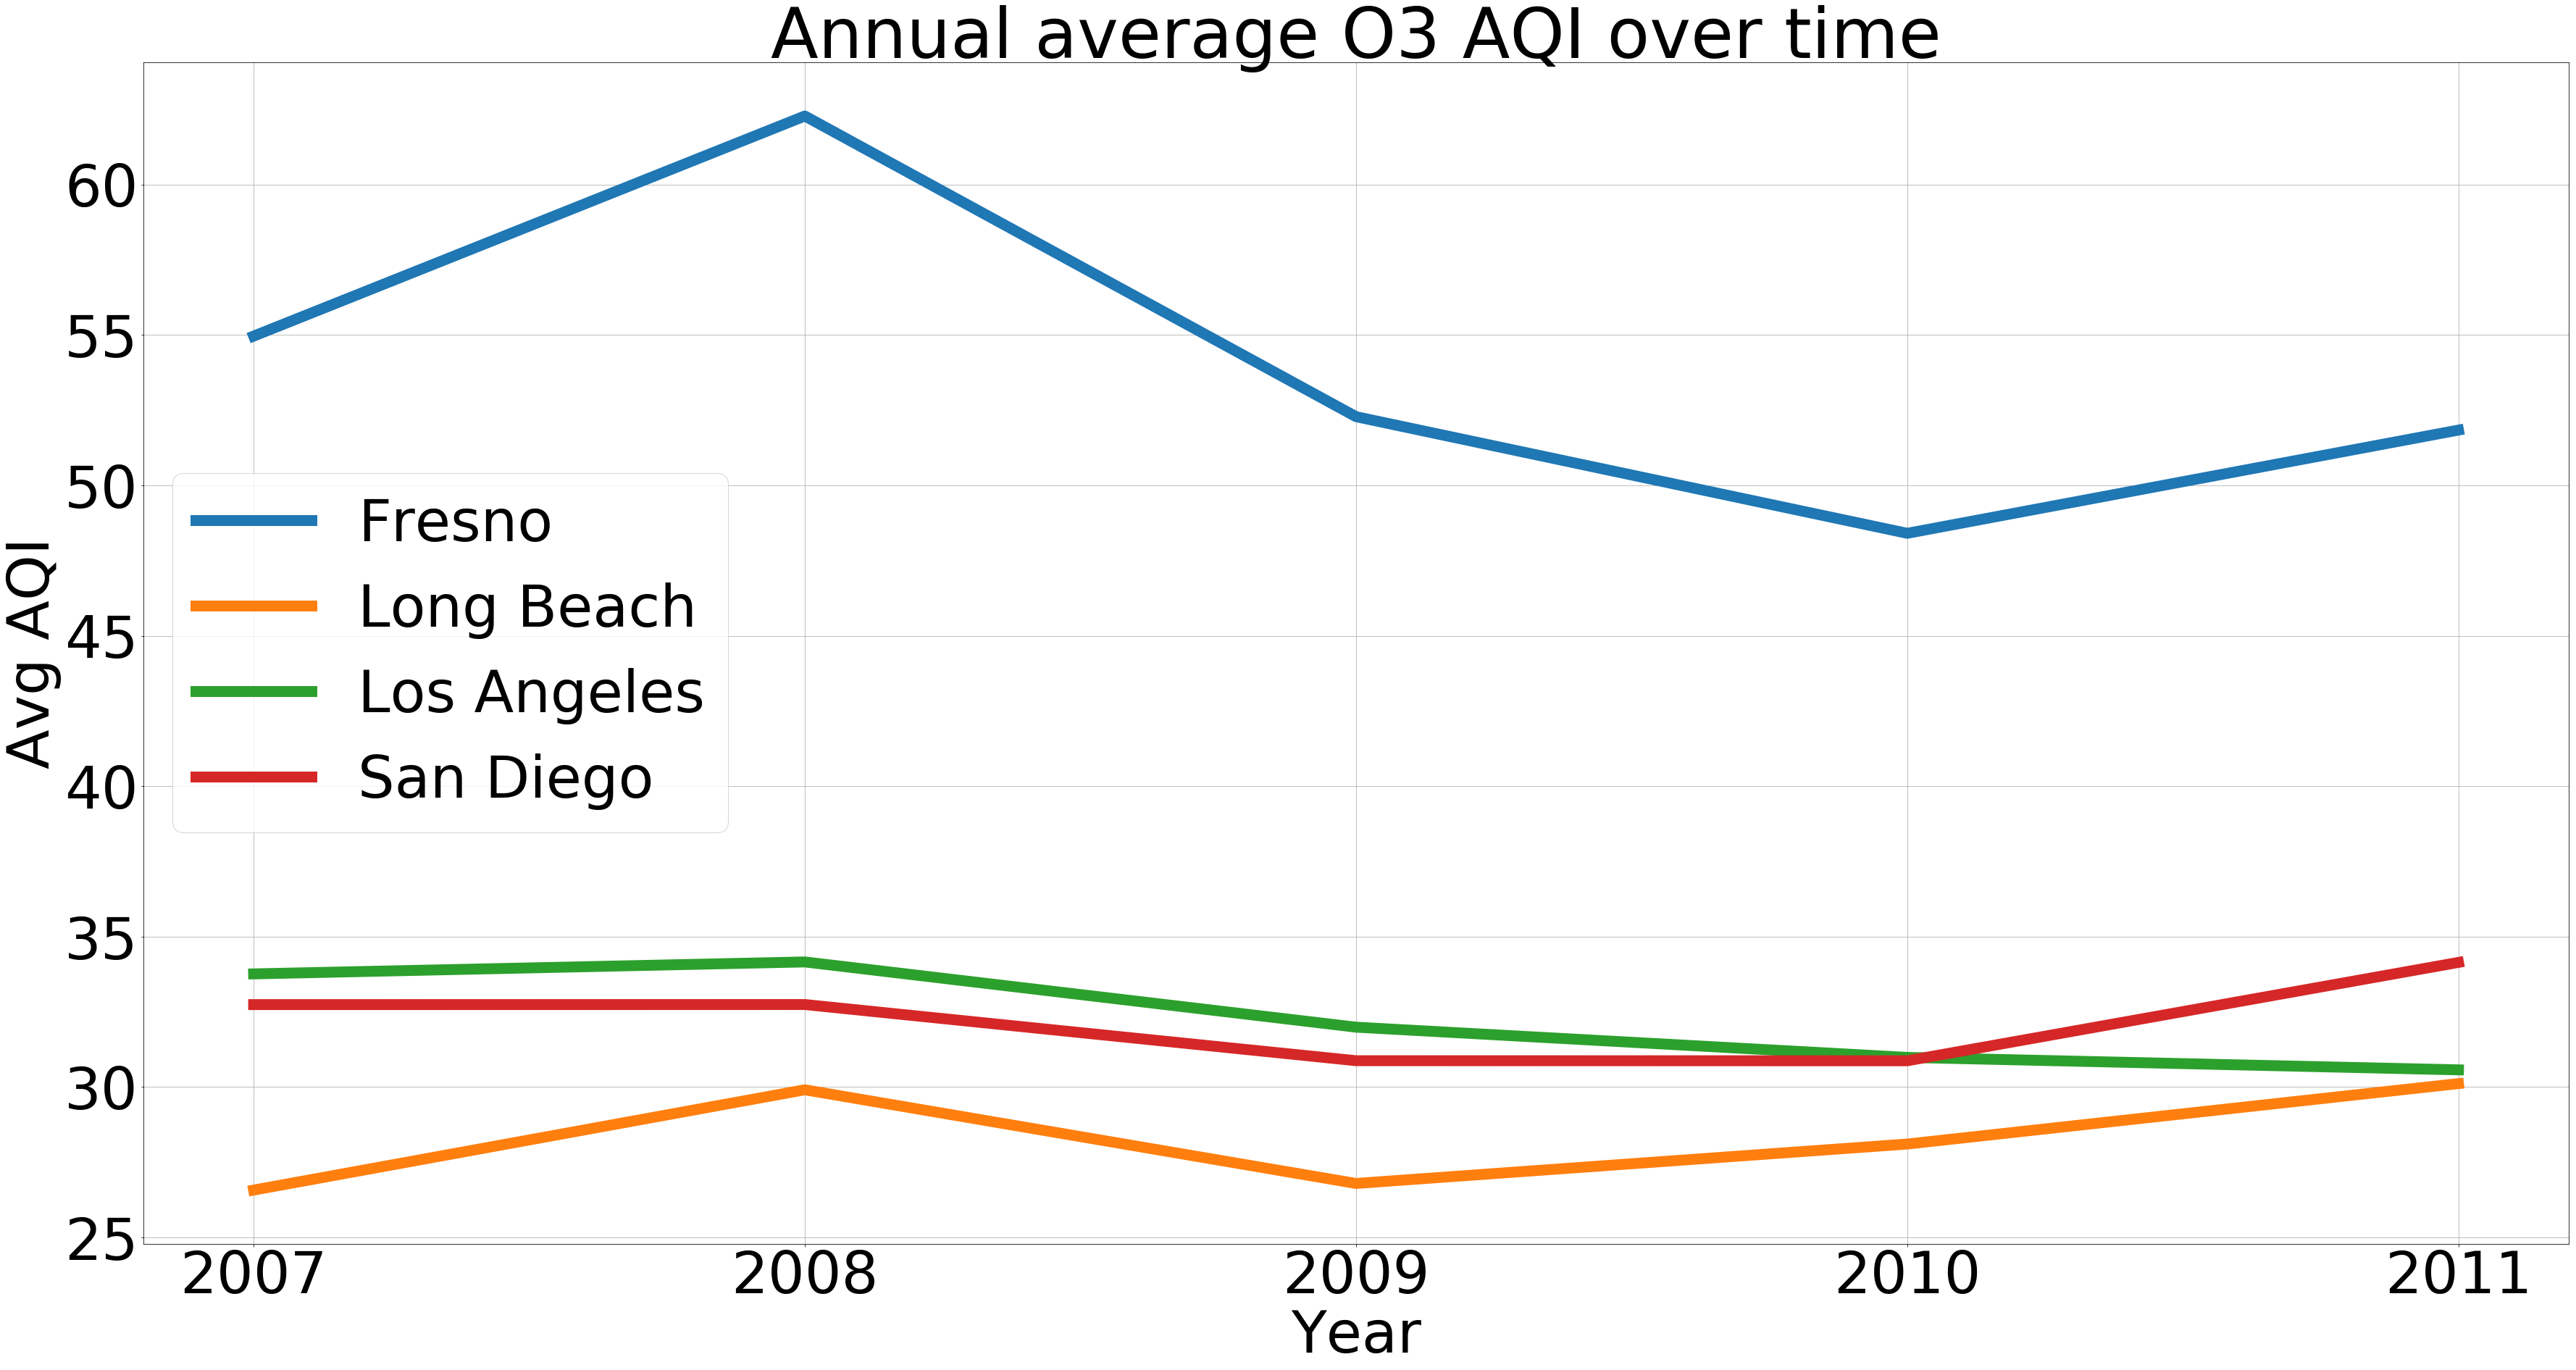 Annual average O3 AQI over time
60
55
50
45
40
35
30
25
Avg AQI
Fresno
Long Beach
Los Angeles
San Diego
2007 2008 2009 2010 2011
Year